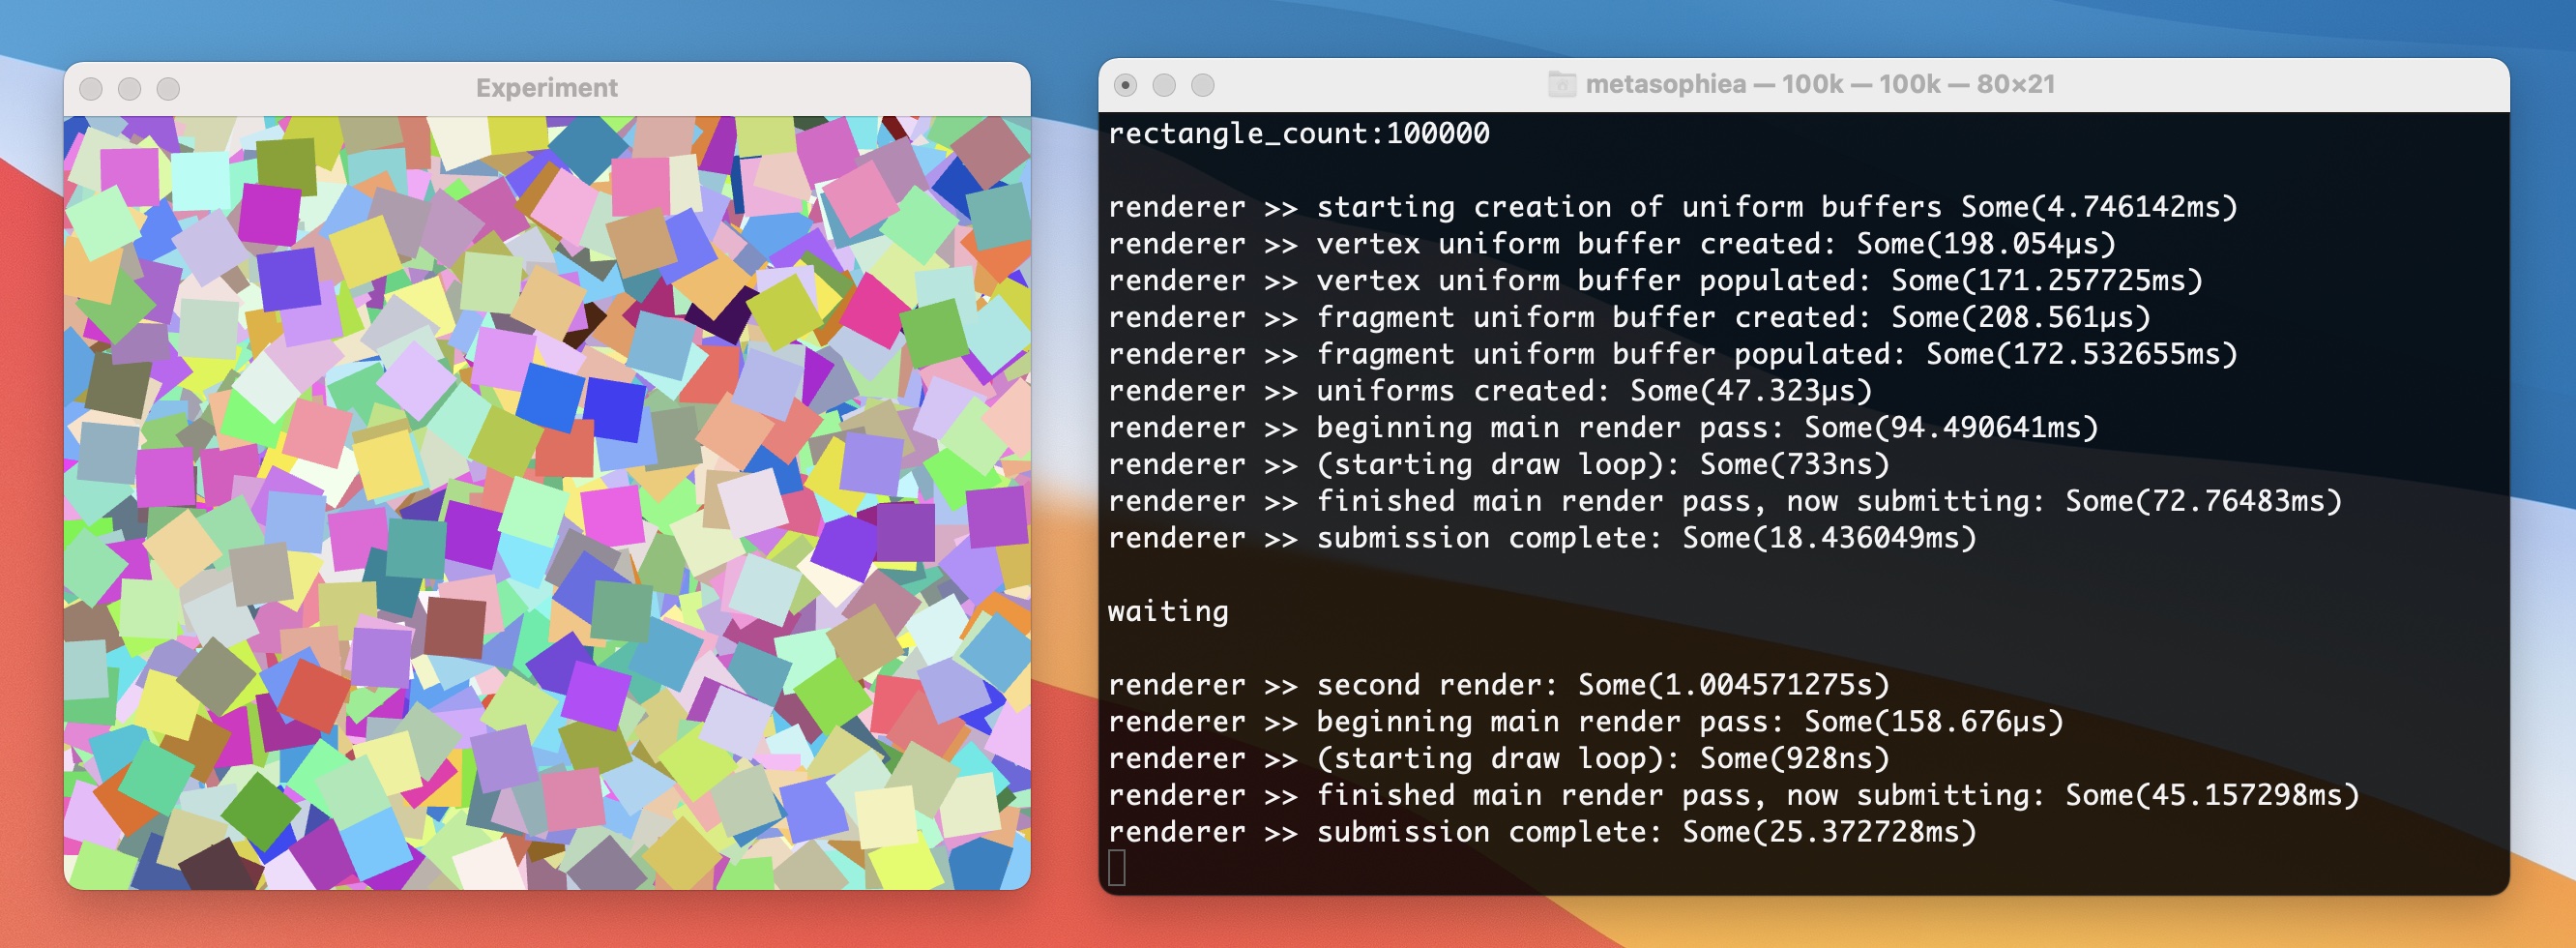 Experiment
metasophiea — 100k — 100k — 80×21
rectangle_count:100000
renderer >> starting creation of uniform buffers Some(4.746142ms)
renderer >> vertex uniform buffer created: Some(198.054µs)
renderer >> vertex uniform buffer populated: Some(171.257725ms)
renderer >> fragment uniform buffer created: Some(208.561µs)
renderer >> fragment uniform buffer populated: Some(172.532655ms)
renderer >> uniforms created: Some(47.323µs)
renderer >> beginning main render pass: Some(94.490641ms)
renderer >> (starting draw loop): Some(733ns)
renderer >> finished main render pass, now submitting: Some(72.76483ms)
renderer >> submission complete: Some(18.436049ms)
waiting
renderer >> second render: Some(1.004571275s)
renderer >> beginning main render pass: Some(158.676µs)
renderer >> (starting draw loop): Some(928ns)
renderer >> finished main render pass, now submitting: Some(45.157298ms)
renderer >> submission complete: Some(25.372728ms)